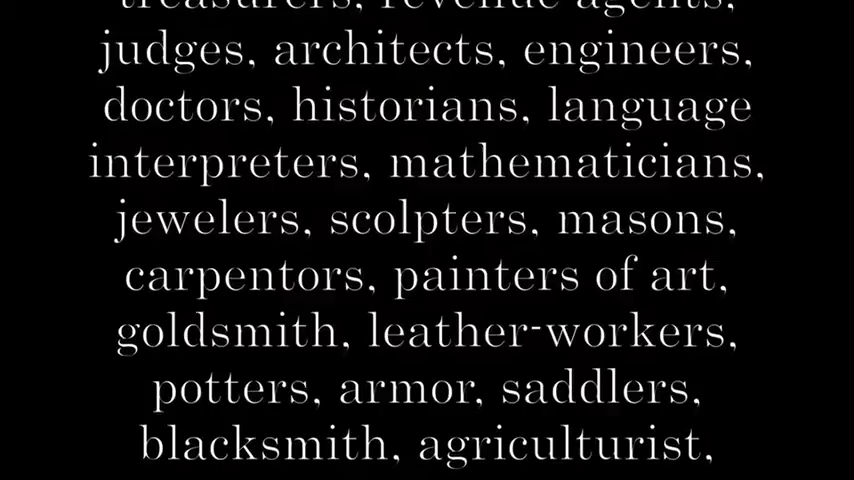 treasurers, revenue agents,
judges, architects, engineers,
doctors, historians, language
interpreters, mathematicians,
jewelers, scolpters, masons,
carpentors, painters of art,
goldsmith, leather-workers,
potters, armor, saddlers,
blacksmith, agriculturist,